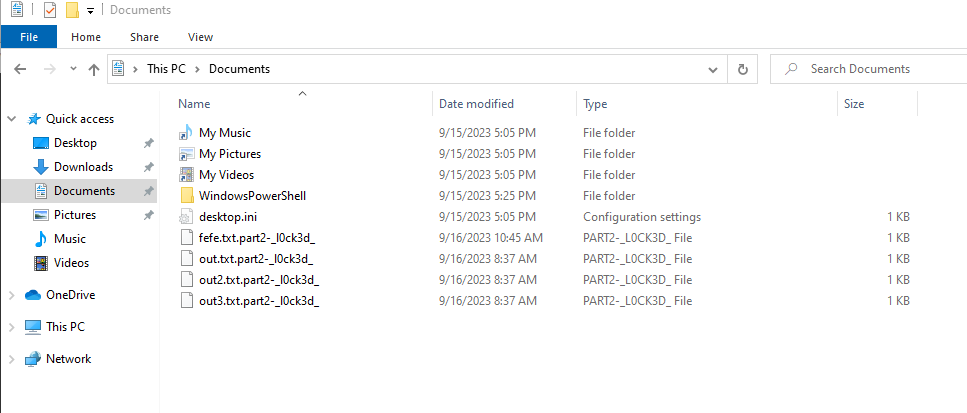 Documents
File Home Share View
This PC Documents Search Documents
Name Date modified Type Size
Quick access
Desktop
Downloads
Documents
Pictures
Music
Videos
OneDrive
This PC
Network
My Music 9/15/2023 5:05 PM File folder
My Pictures 9/15/2023 5:05 PM File folder
My Videos 9/15/2023 5:05 PM File folder
WindowsPowerShell 9/15/2023 5:25 PM File folder
desktop.ini 9/15/2023 5:05 PM Configuration settings 1 KB
fefe.txt.part2-_l0ck3d_ 9/16/2023 10:45 AM PART2-_L0CK3D_ File 1 KB
out.txt.part2-_l0ck3d_ 9/16/2023 8:37 AM PART2-_L0CK3D_ File 1 KB
out2.txt.part2-_l0ck3d_ 9/16/2023 8:37 AM PART2-_L0CK3D_ File 1 KB
out3.txt.part2-_l0ck3d_ 9/16/2023 8:37 AM PART2-_L0CK3D_ File 1 KB